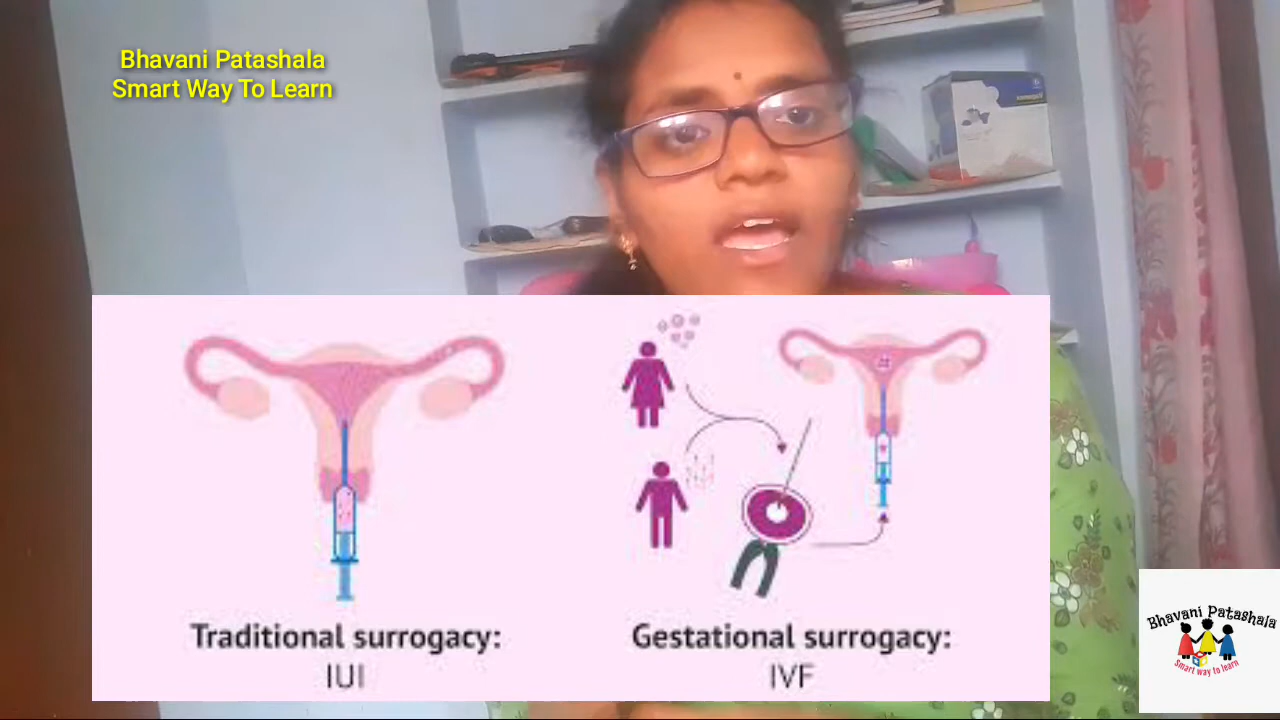 Bhavani Patashala
Smart Way To Learn
Traditional surrogacy:
IUI
Gestational surrogacy:
IVF
Bhavani Patashala
Smart way to learn